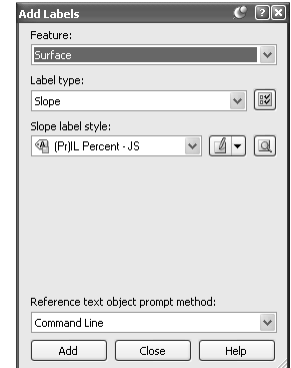 Add Labels
Feature:
Surface
Label type:
Slope
Slope label style:
(Pr)IL Percent - JS
Reference text object prompt method:
Command Line
Add Close Help